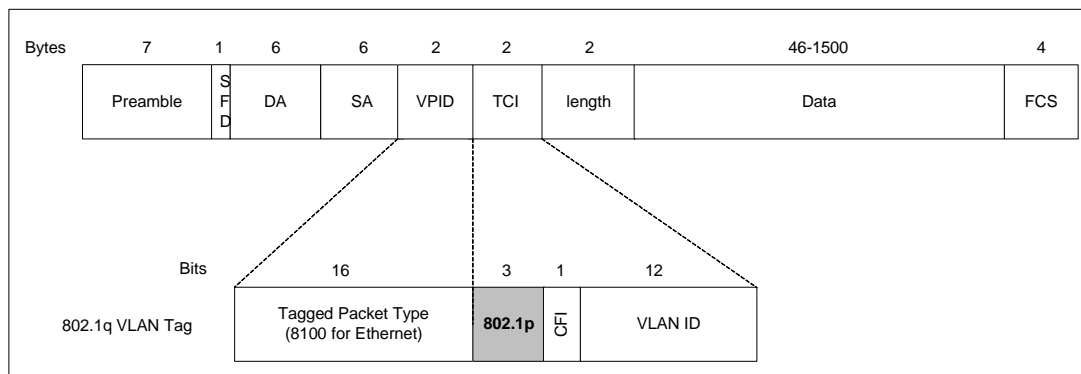 Bytes 7 1 6 6 2 2 2 46-1500 4
Preamble SFD DA SA VPID TCI length Data FCS
Bits 16 3 1 12
802.1q VLAN Tag
Tagged Packet Type
(8100 for Ethernet)
802.1p CFI VLAN ID